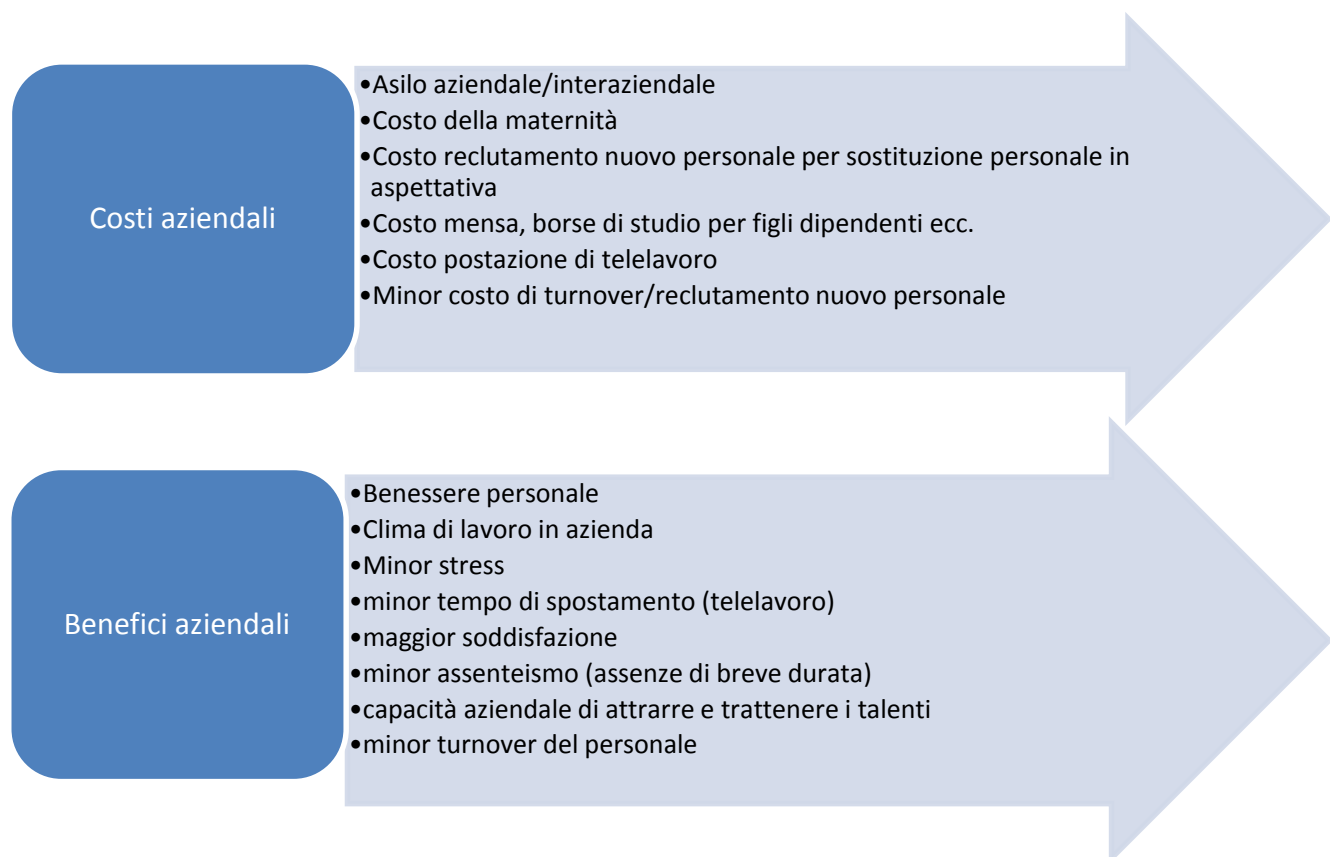 Costi aziendali
•Asilo aziendale/interaziendale
•Costo della maternità
•Costo reclutamento nuovo personale per sostituzione personale in
aspettativa
•Costo mensa, borse di studio per figli dipendenti ecc.
•Costo postazione di telelavoro
•Minor costo di turnover/reclutamento nuovo personale
Benefici aziendali
•Benessere personale
•Clima di lavoro in azienda
•Minor stress
•minor tempo di spostamento (telelavoro)
•maggior soddisfazione
•minor assenteismo (assenze di breve durata)
•capacità aziendale di attrarre e trattenere i talenti
•minor turnover del personale